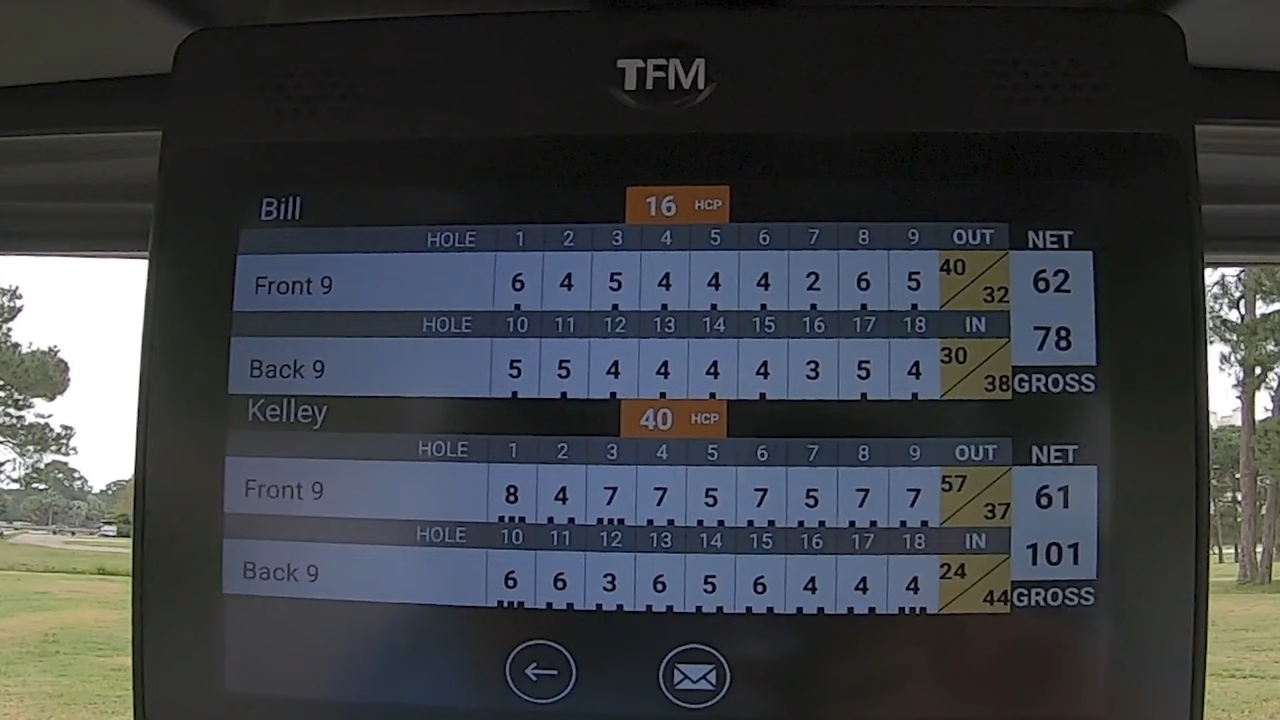 TFM
Bill 16 HCP
HOLE 1 2 3 4 5 6 7 8 9 OUT NET
Front 9 6 4 5 4 4 4 2 6 5 40 32 62
HOLE 10 11 12 13 14 15 16 17 18 IN 78
Back 9 5 5 4 4 4 4 3 5 4 30 38 GROSS
Kelley 40 HCP
HOLE 1 2 3 4 5 6 7 8 9 OUT NET
Front 9 8 4 7 7 5 7 5 7 7 57 37 61
HOLE 10 11 12 13 14 15 16 17 18 IN 101
Back 9 6 6 3 6 5 6 4 4 4 24 44 GROSS